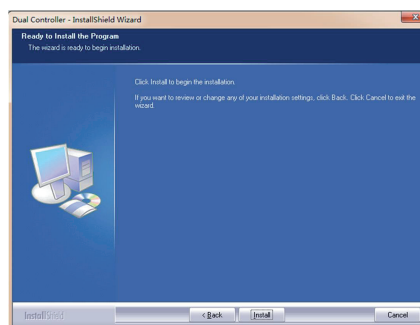 Dual Controller - InstallShield Wizard
Ready to Install the Program
The wizard is ready to begin installation.
Click Install to begin the installation.
If you want to review or change any of your installation settings, click Back. Click Cancel to exit the
wizard.
InstallShield
< Back Install Cancel